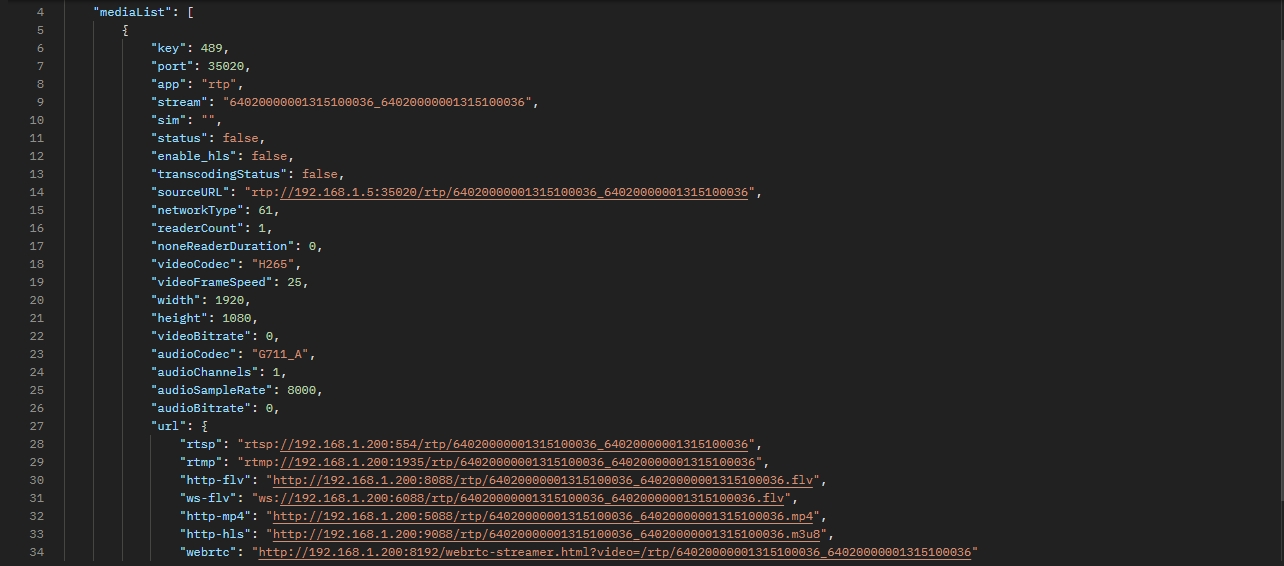 4 "mediaList": [
5 {
6 "key": 489,
7 "port": 35020,
8 "app": "rtp",
9 "stream": "64020000001315100036_64020000001315100036",
10 "sim": "",
11 "status": false,
12 "enable_hls": false,
13 "transcodingStatus": false,
14 "sourceURL": "rtp://192.168.1.5:35020/rtp/64020000001315100036_64020000001315100036",
15 "networkType": 61,
16 "readerCount": 1,
17 "noneReaderDuration": 0,
18 "videoCodec": "H265",
19 "videoFrameSpeed": 25,
20 "width": 1920,
21 "height": 1080,
22 "videoBitrate": 0,
23 "audioCodec": "G711_A",
24 "audioChannels": 1,
25 "audioSampleRate": 8000,
26 "audioBitrate": 0,
27 "url": {
28 "rtsp": "rtsp://192.168.1.200:554/rtp/64020000001315100036_64020000001315100036",
29 "rtmp": "rtmp://192.168.1.200:1935/rtp/64020000001315100036_64020000001315100036",
30 "http-flv": "http://192.168.1.200:8088/rtp/64020000001315100036_64020000001315100036.flv",
31 "ws-flv": "ws://192.168.1.200:6088/rtp/64020000001315100036_64020000001315100036.flv",
32 "http-mp4": "http://192.168.1.200:5088/rtp/64020000001315100036_64020000001315100036.mp4",
33 "http-hls": "http://192.168.1.200:9088/rtp/64020000001315100036_64020000001315100036.m3u8",
34 "webrtc": "http://192.168.1.200:8192/webrtc-streamer.html?video=/rtp/64020000001315100036_64020000001315100036"